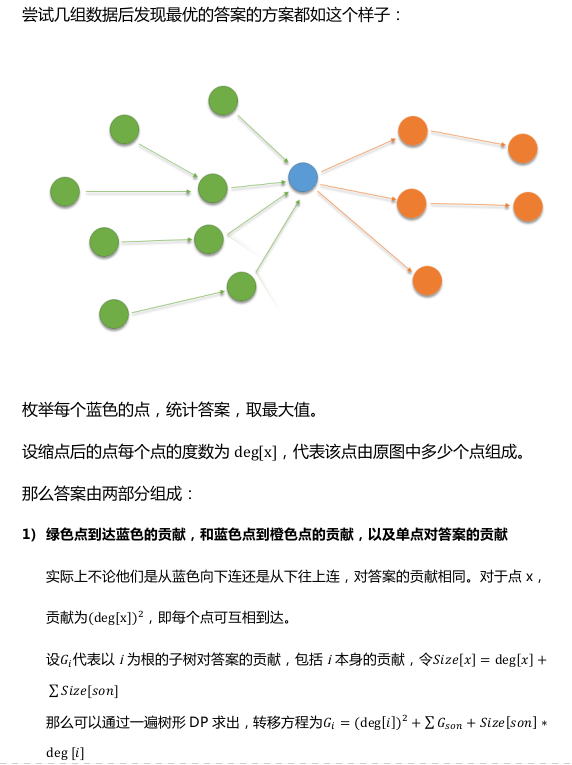 尝试几组数据后发现最优的答案的方案都如这个样子：
枚举每个蓝色的点，统计答案，取最大值。
设缩点后的点每个点的度数为 deg[x]，代表该点由原图中多少个点组成。
那么答案由两部分组成：
1) 绿色点到达蓝色的贡献，和蓝色点到橙色点的贡献，以及单点对答案的贡献
实际上不论他们是从蓝色向下连还是从下往上连，对答案的贡献相同。对于点 x，
贡献为(deg[x])²，即每个点可互相到达。
设Gᵢ代表以 i 为根的子树对答案的贡献，包括 i 本身的贡献，令Size[x] = deg[x] +
∑ Size[son]
那么可以通过一遍树形 DP 求出，转移方程为Gᵢ = (deg[i])² + ∑ Gₛₒₙ + Size[son] *
deg [i]